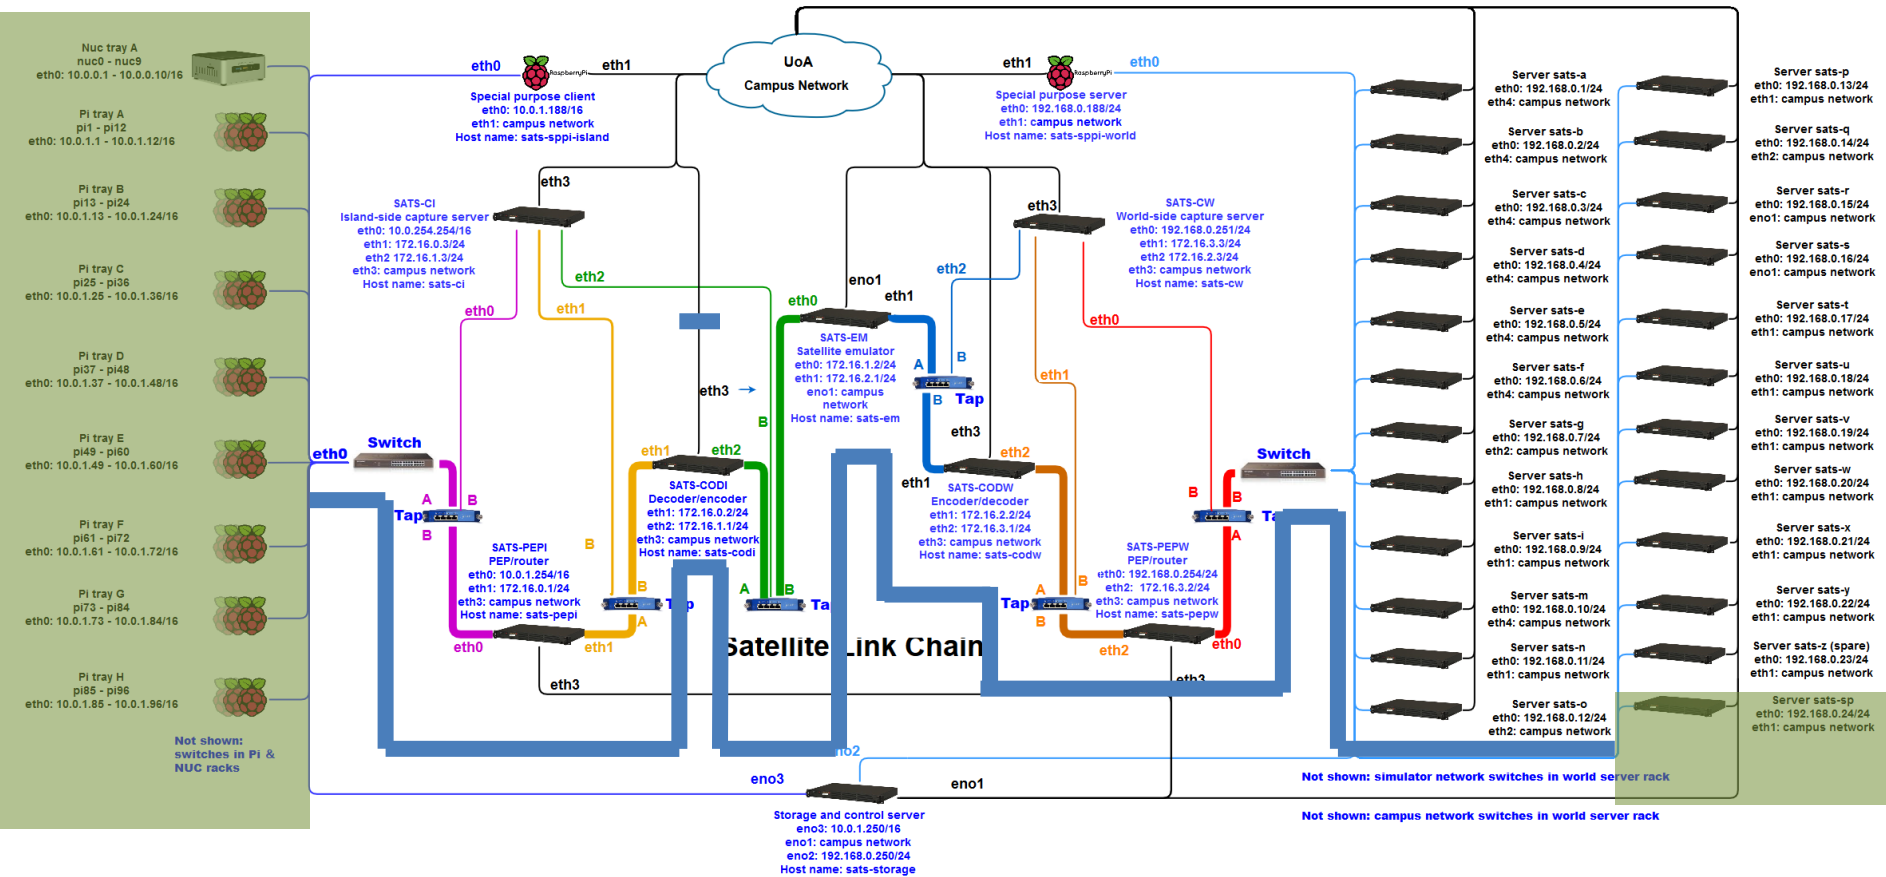 Nuc tray A
nuc0 - nuc9
eth0: 10.0.0.1 - 10.0.0.10/16
Pi tray A
pi1 - pi12
eth0: 10.0.1.1 - 10.0.1.12/16
Pi tray B
pi13 - pi24
eth0: 10.0.1.13 - 10.0.1.24/16
Pi tray C
pi25 - pi36
eth0: 10.0.1.25 - 10.0.1.36/16
Pi tray D
pi37 - pi48
eth0: 10.0.1.37 - 10.0.1.48/16
Pi tray E
pi49 - pi60
eth0: 10.0.1.49 - 10.0.1.60/16
Pi tray F
pi61 - pi72
eth0: 10.0.1.61 - 10.0.1.72/16
Pi tray G
pi73 - pi84
eth0: 10.0.1.73 - 10.0.1.84/16
Pi tray H
pi85 - pi96
eth0: 10.0.1.85 - 10.0.1.96/16
Not shown:
switches in Pi &
NUC racks
eth0
RaspberryPi
eth1
Special purpose client
eth0: 10.0.1.188/16
eth1: campus network
Host name: sats-sppi-island
UoA
Campus Network
eth1
RaspberryPi
eth0
Special purpose server
eth0: 192.168.0.188/24
eth1: campus network
Host name: sats-sppi-world
eth3
SATS-CI
Island-side capture server
eth0: 10.0.254.254/16
eth1: 172.16.0.3/24
eth2 172.16.1.3/24
eth3: campus network
Host name: sats-ci
eth2
eth0
eth1
eth3
SATS-CW
World-side capture server
eth0: 192.168.0.251/24
eth1: 172.16.3.3/24
eth2 172.16.2.3/24
eth3: campus network
Host name: sats-cw
eth2
eth0
eth1
eno1
eth0
eth1
SATS-EM
Satellite emulator
eth0: 172.16.1.2/24
eth1: 172.16.2.1/24
eno1: campus
network
Host name: sats-em
A
B
B
Tap
eth3
B
eth0
Switch
A
B
Tap
B
SATS-PEPI
PEP/router
eth0: 10.0.1.254/16
eth1: 172.16.0.1/24
eth3: campus network
Host name: sats-pepi
eth0
eth1
eth3
B
B
A
Tap
eth1
eth2
SATS-CODI
Decoder/encoder
eth1: 172.16.0.2/24
eth2: 172.16.1.1/24
eth3: campus network
Host name: sats-codi
A
B
Ta
Satellite Link Chain
eth3
eth2
eth1
SATS-CODW
Encoder/decoder
eth1: 172.16.2.2/24
eth2: 172.16.3.1/24
eth3: campus network
Host name: sats-codw
A
B
Tap
B
SATS-PEPW
PEP/router
eth0: 192.168.0.254/24
eth2: 172.16.3.2/24
eth3: campus network
Host name: sats-pepw
eth2
eth0
eth3
Switch
B
B
Ta
A
eno2
eno3
eno1
Storage and control server
eno3: 10.0.1.250/16
eno1: campus network
eno2: 192.168.0.250/24
Host name: sats-storage
Server sats-a
eth0: 192.168.0.1/24
eth4: campus network
Server sats-b
eth0: 192.168.0.2/24
eth4: campus network
Server sats-c
eth0: 192.168.0.3/24
eth4: campus network
Server sats-d
eth0: 192.168.0.4/24
eth4: campus network
Server sats-e
eth0: 192.168.0.5/24
eth4: campus network
Server sats-f
eth0: 192.168.0.6/24
eth4: campus network
Server sats-g
eth0: 192.168.0.7/24
eth2: campus network
Server sats-h
eth0: 192.168.0.8/24
eth1: campus network
Server sats-i
eth0: 192.168.0.9/24
eth1: campus network
Server sats-m
eth0: 192.168.0.10/24
eth4: campus network
Server sats-n
eth0: 192.168.0.11/24
eth1: campus network
Server sats-o
eth0: 192.168.0.12/24
eth2: campus network
Server sats-p
eth0: 192.168.0.13/24
eth1: campus network
Server sats-q
eth0: 192.168.0.14/24
eth2: campus network
Server sats-r
eth0: 192.168.0.15/24
eno1: campus network
Server sats-s
eth0: 192.168.0.16/24
eno1: campus network
Server sats-t
eth0: 192.168.0.17/24
eth1: campus network
Server sats-u
eth0: 192.168.0.18/24
eth1: campus network
Server sats-v
eth0: 192.168.0.19/24
eth1: campus network
Server sats-w
eth0: 192.168.0.20/24
eth1: campus network
Server sats-x
eth0: 192.168.0.21/24
eth1: campus network
Server sats-y
eth0: 192.168.0.22/24
eth1: campus network
Server sats-z (spare)
eth0: 192.168.0.23/24
eth1: campus network
Server sats-sp
eth0: 192.168.0.24/24
eth1: campus network
Not shown: simulator network switches in world server rack
Not shown: campus network switches in world server rack